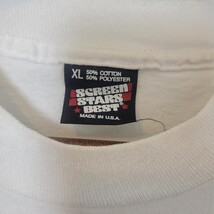 XL 50% COTTON
50% POLYESTER
SCREEN
STARS
BEST
MADE IN U.S.A.